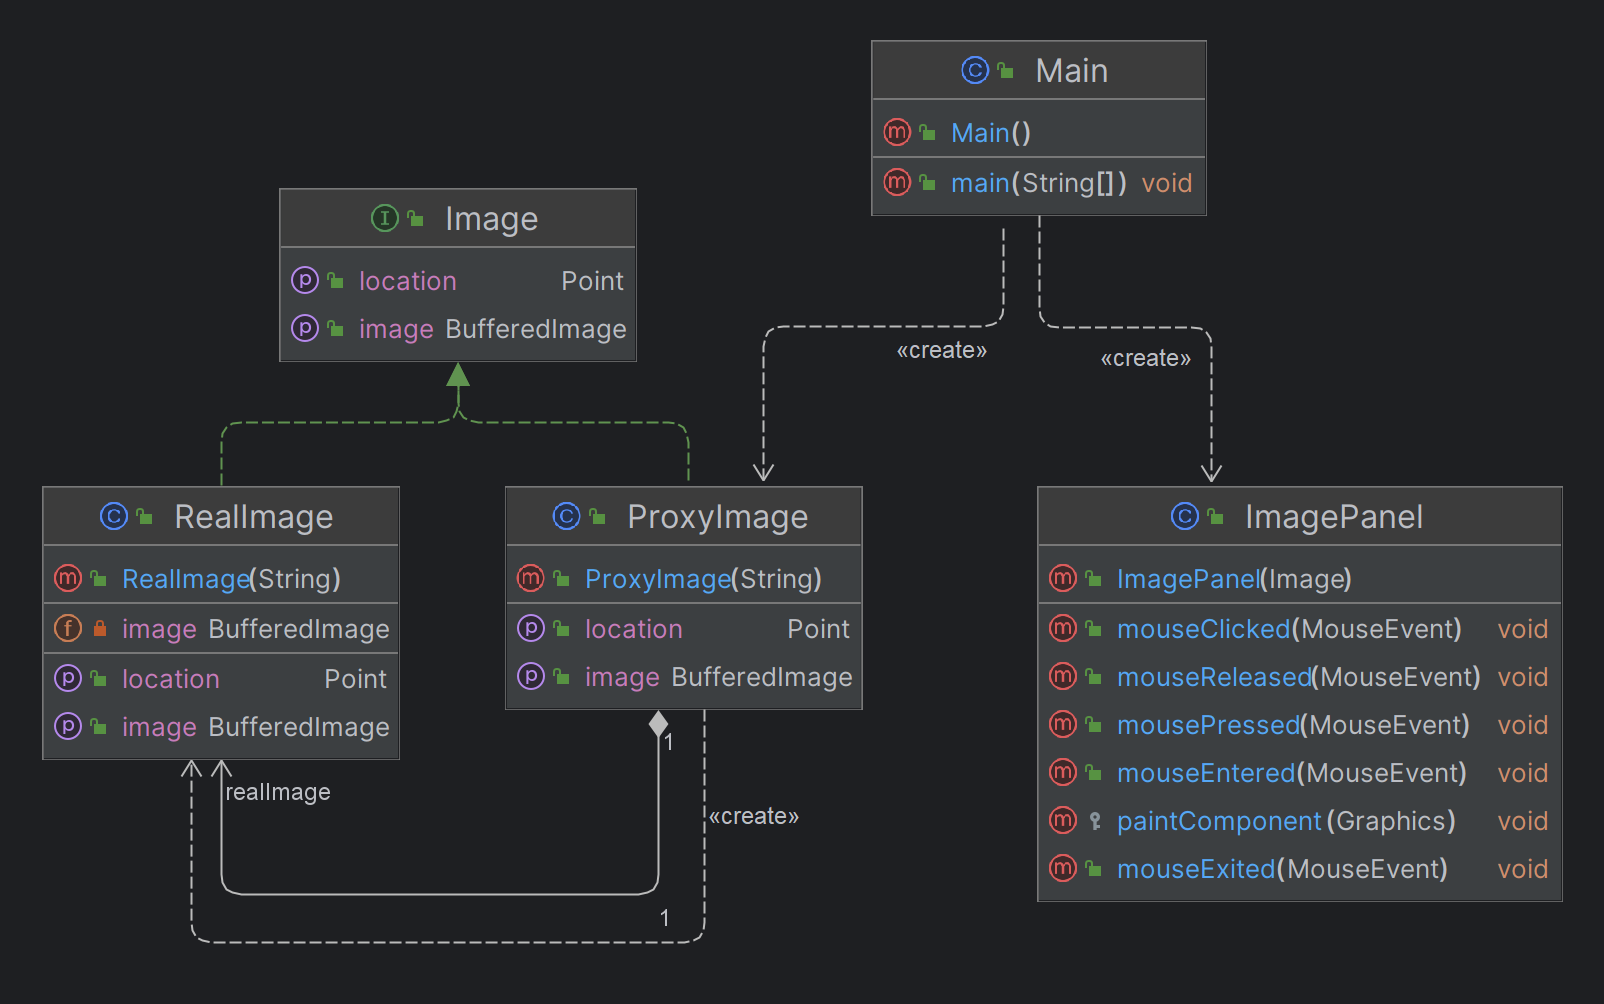 Main
Main()
main(String[]) void
Image
location Point
image BufferedImage
«create»
«create»
RealImage
RealImage(String)
image BufferedImage
location Point
image BufferedImage
ProxyImage
ProxyImage(String)
location Point
image BufferedImage
ImagePanel
ImagePanel(Image)
mouseClicked(MouseEvent) void
mouseReleased(MouseEvent) void
mousePressed(MouseEvent) void
mouseEntered(MouseEvent) void
paintComponent(Graphics) void
mouseExited(MouseEvent) void
1
realImage
«create»
1